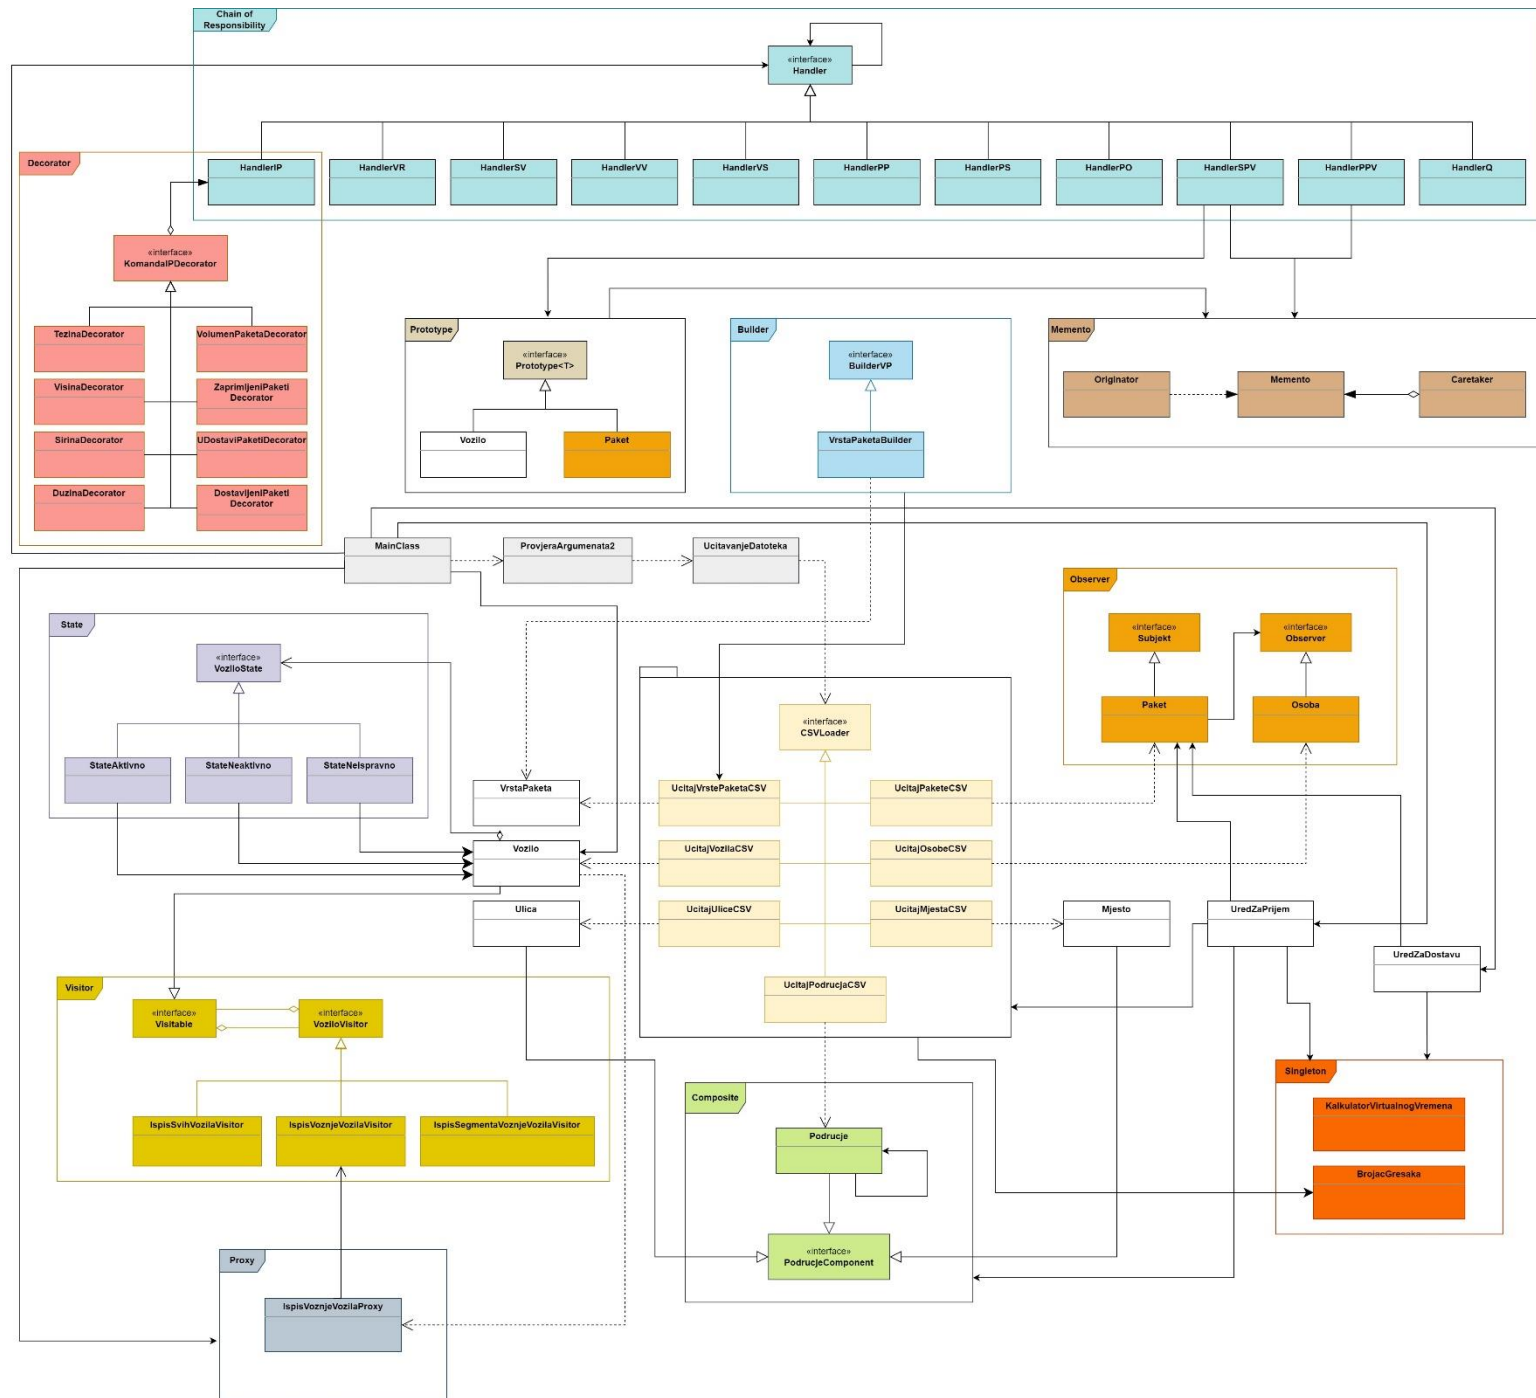 Chain of
Responsibility
«interface»
Handler
Decorator
HandlerIP
HandlerVR
HandlerSV
HandlerVV
HandlerVS
HandlerPP
HandlerPS
HandlerPO
HandlerSPV
HandlerPPV
HandlerQ
«interface»
KomandaIPDecorator
TezinaDecorator
VolumenPaketaDecorator
VisinaDecorator
ZaprimljeniPaketi
Decorator
SirinaDecorator
UDostaviPaketiDecorator
DuzinaDecorator
DostavljeniPaketi
Decorator
Prototype
«interface»
Prototype<T>
Vozilo
Paket
Builder
«interface»
BuilderVP
VrstaPaketaBuilder
Memento
Originator
Memento
Caretaker
MainClass
ProvjeraArgumenata2
UcitavanjeDatoteka
State
«interface»
VoziloState
StateAktivno
StateNeaktivno
StateNeIspravno
Observer
«interface»
Subjekt
«interface»
Observer
Paket
Osoba
«interface»
CSVLoader
VrstaPaketa
UcitajVrstePaketaCSV
UcitajPaketeCSV
Vozilo
UcitajVozilaCSV
UcitajOsobeCSV
Ulica
UcitajUliceCSV
UcitajMjestaCSV
Mjesto
UredZaPrijem
UredZaDostavu
UcitajPodrucjaCSV
Visitor
«interface»
Visitable
«interface»
VoziloVisitor
IspisSvihVozilaVisitor
IspisVoznjeVozilaVisitor
IspisSegmentaVoznjeVozilaVisitor
Composite
Podrucje
«interface»
PodrucjeComponent
Singleton
KalkulatorVirtualnogVremena
BrojacGresaka
Proxy
IspisVoznjeVozilaProxy